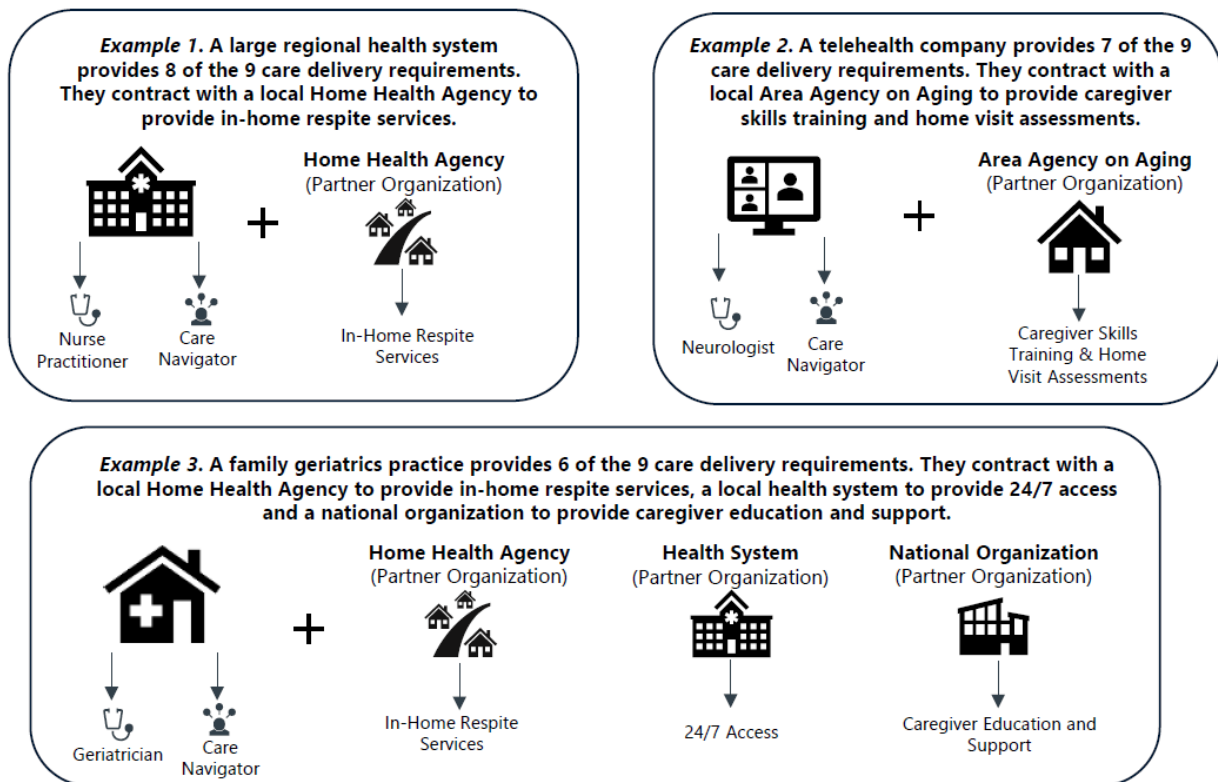 Example 1. A large regional health system
provides 8 of the 9 care delivery requirements.
They contract with a local Home Health Agency to
provide in-home respite services.
Home Health Agency
(Partner Organization)
Nurse
Practitioner
Care
Navigator
In-Home Respite
Services
Example 2. A telehealth company provides 7 of the 9
care delivery requirements. They contract with a
local Area Agency on Aging to provide caregiver
skills training and home visit assessments.
Area Agency on Aging
(Partner Organization)
Neurologist
Care
Navigator
Caregiver Skills
Training & Home
Visit Assessments
Example 3. A family geriatrics practice provides 6 of the 9 care delivery requirements. They contract with a
local Home Health Agency to provide in-home respite services, a local health system to provide 24/7 access
and a national organization to provide caregiver education and support.
Home Health Agency
(Partner Organization)
Health System
(Partner Organization)
National Organization
(Partner Organization)
Geriatrician
Care
Navigator
In-Home Respite
Services
24/7 Access
Caregiver Education and
Support